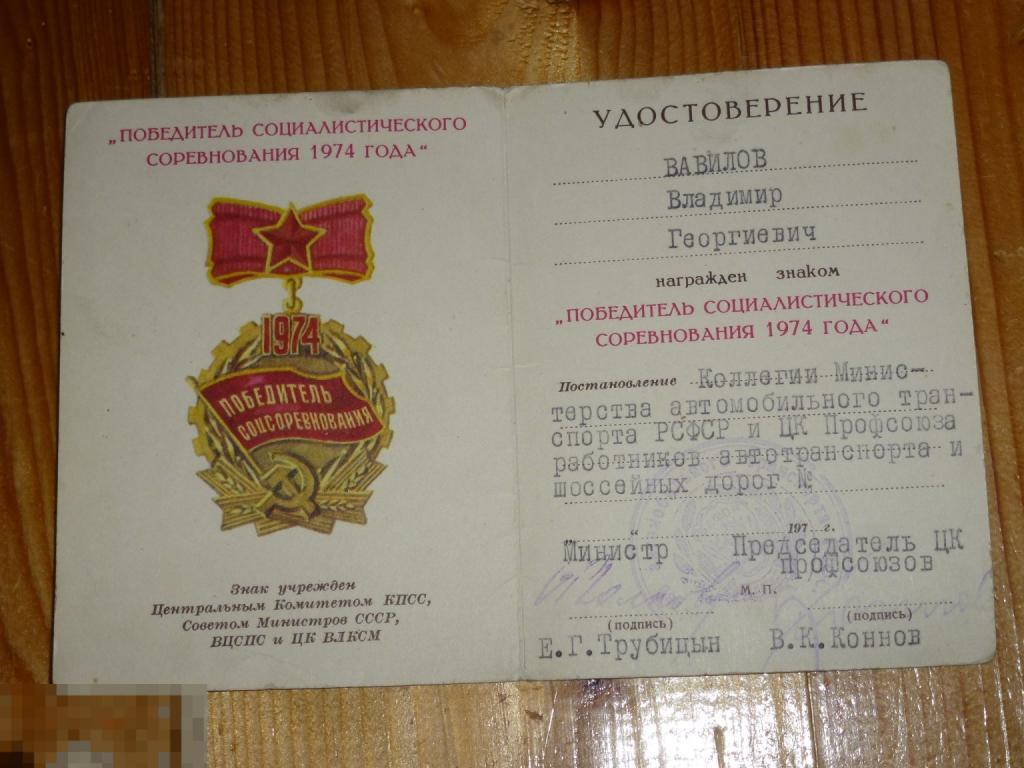 „ПОБЕДИТЕЛЬ СОЦИАЛИСТИЧЕСКОГО
СОРЕВНОВАНИЯ 1974 ГОДА“
1974
ПОБЕДИТЕЛЬ
СОЦСОРЕВНОВАНИЯ
Знак учрежден
Центральным Комитетом КПСС,
Советом Министров СССР,
ВЦСПС и ЦК ВЛКСМ
УДОСТОВЕРЕНИЕ
ВАВИЛОВ
Владимир
Георгиевич
награжден знаком
„ПОБЕДИТЕЛЬ СОЦИАЛИСТИЧЕСКОГО
СОРЕВНОВАНИЯ 1974 ГОДА“
Постановление Коллегии Минис-
терства автомобильного тран-
спорта РСФСР и ЦК Профсоюза
работников автотранспорта и
шоссейных дорог №
„ “ 197 г.
Министр Председатель ЦК
профсоюзов
М. П.
(подпись) (подпись)
Е.Г.Трубицын В.К.Коннов